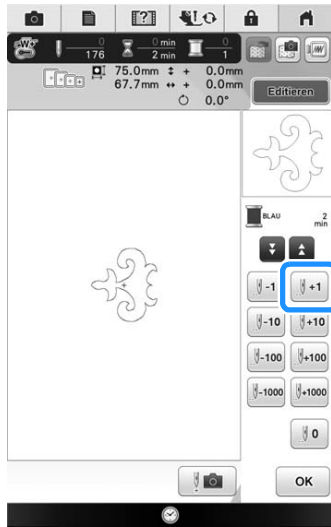 W+
0
176
0 min
2 min
0
1
75.0mm + 0.0mm
67.7mm + 0.0mm
0.0°
Editieren
BLAU 2
min
-1 +1
-10 +10
-100 +100
-1000 +1000
0
OK